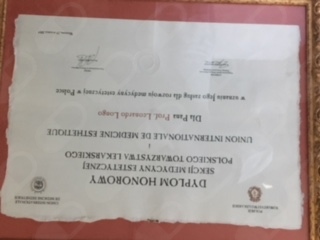 DYPLOM HONOROWY
SEKCJI MEDYCYNY ESTETYCZNEJ
POLSKIEGO TOWARZYSTWA LEKARSKIEGO
I
UNION INTERNATIONALE DE MEDECINE ESTHETIQUE
Dla Pana Prof. Leonardo Longo
w uznaniu Jego zasług dla rozwoju medycyny estetycznej w Polsce